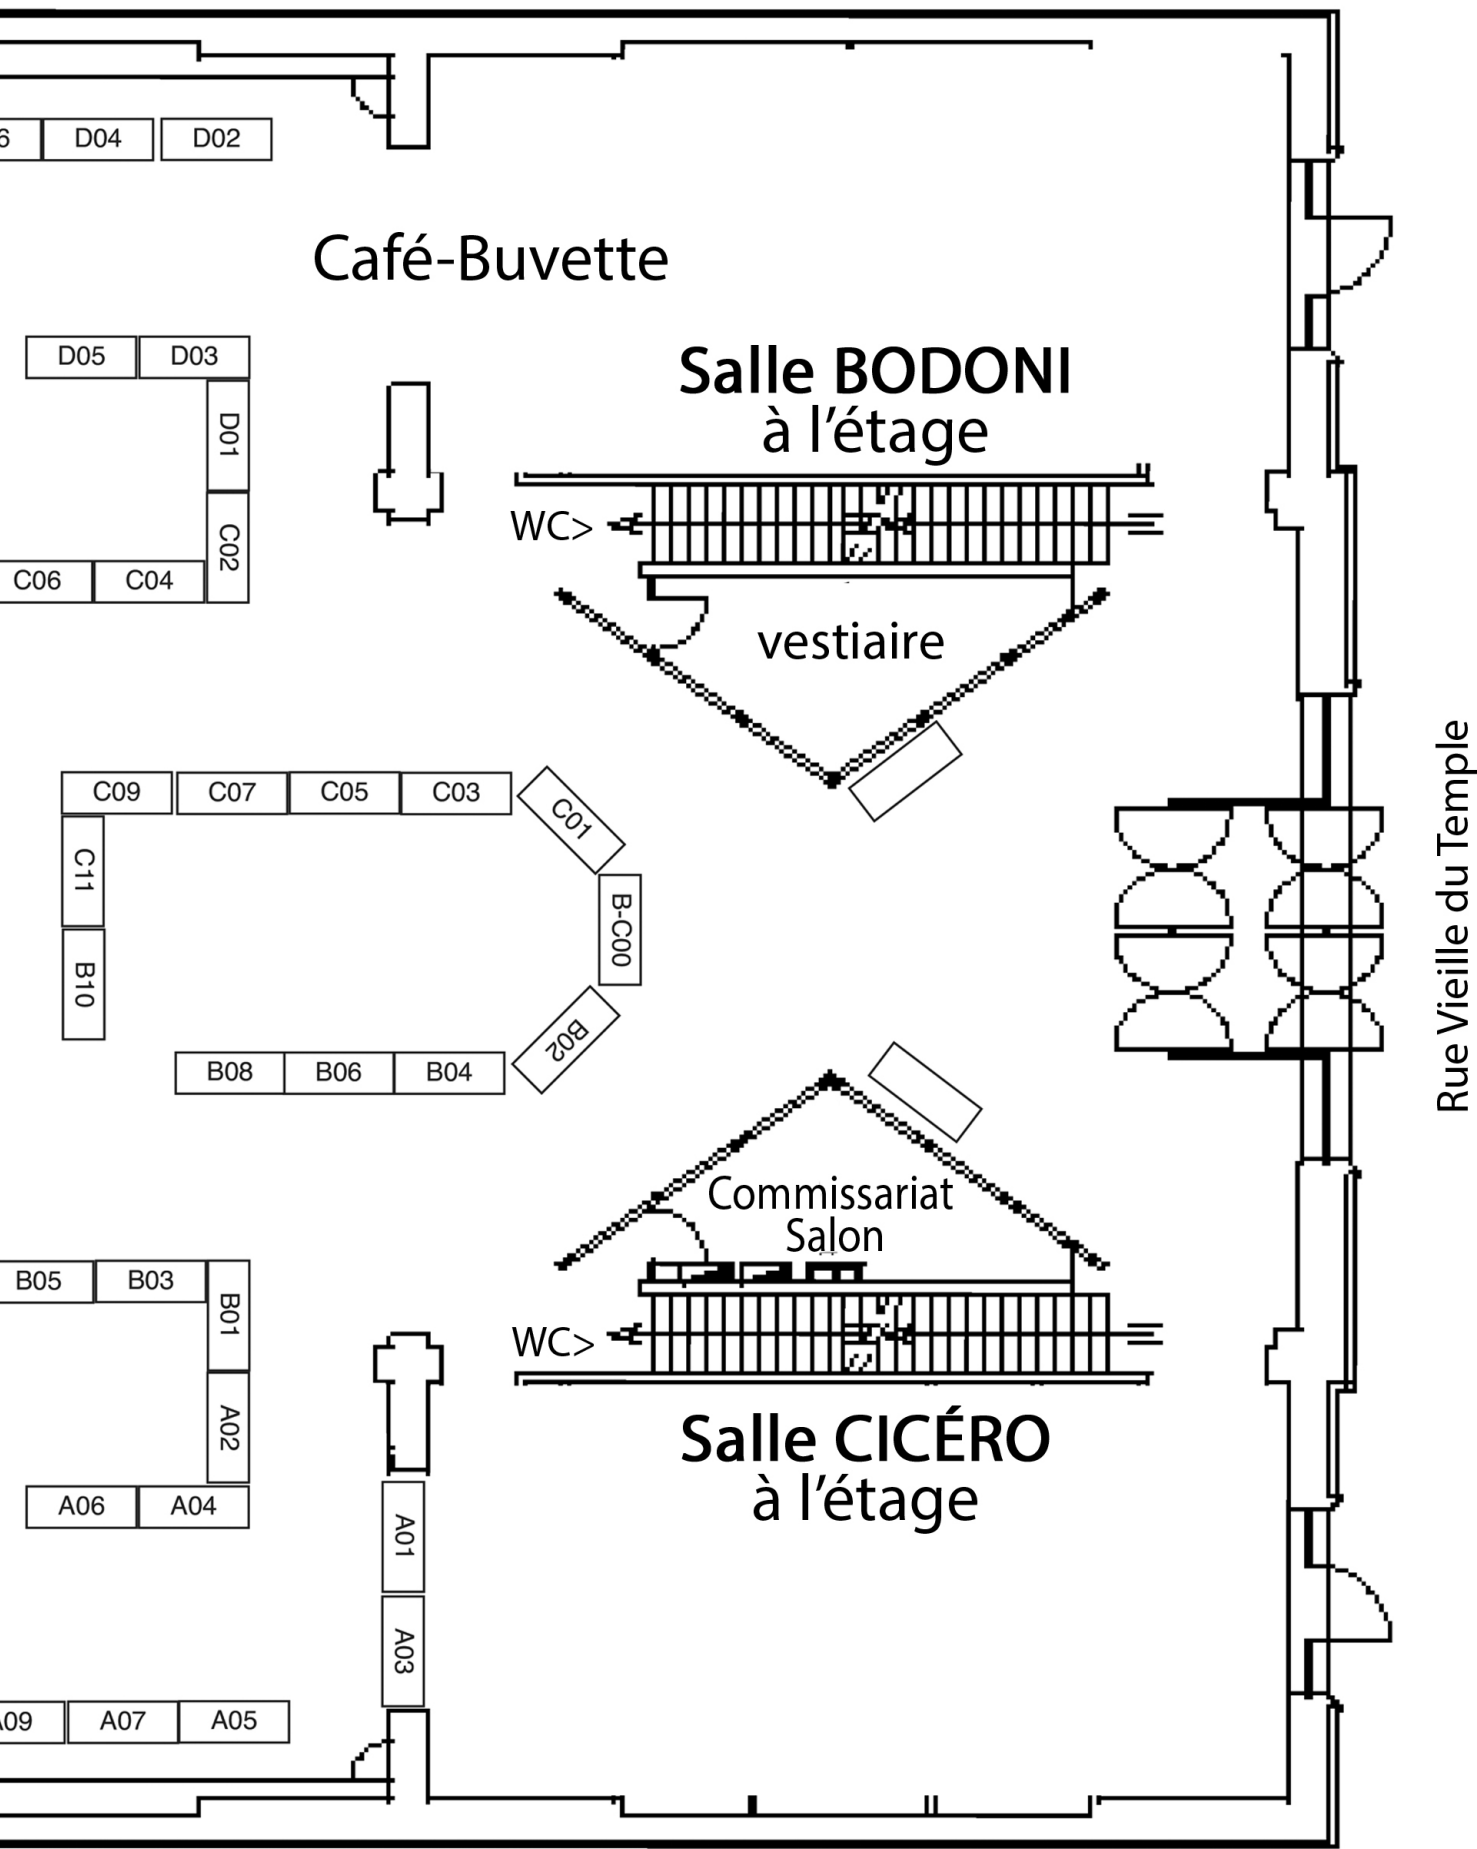 6
D04
D02
Café-Buvette
D05
D03
D01
C02
C06
C04
Salle BODONI
à l’étage
WC>
vestiaire
C09
C07
C05
C03
C01
C11
B-C00
B10
B02
B08
B06
B04
Rue Vieille du Temple
Commissariat
Salon
B05
B03
B01
A02
WC>
Salle CICÉRO
à l’étage
A06
A04
A01
A03
A09
A07
A05